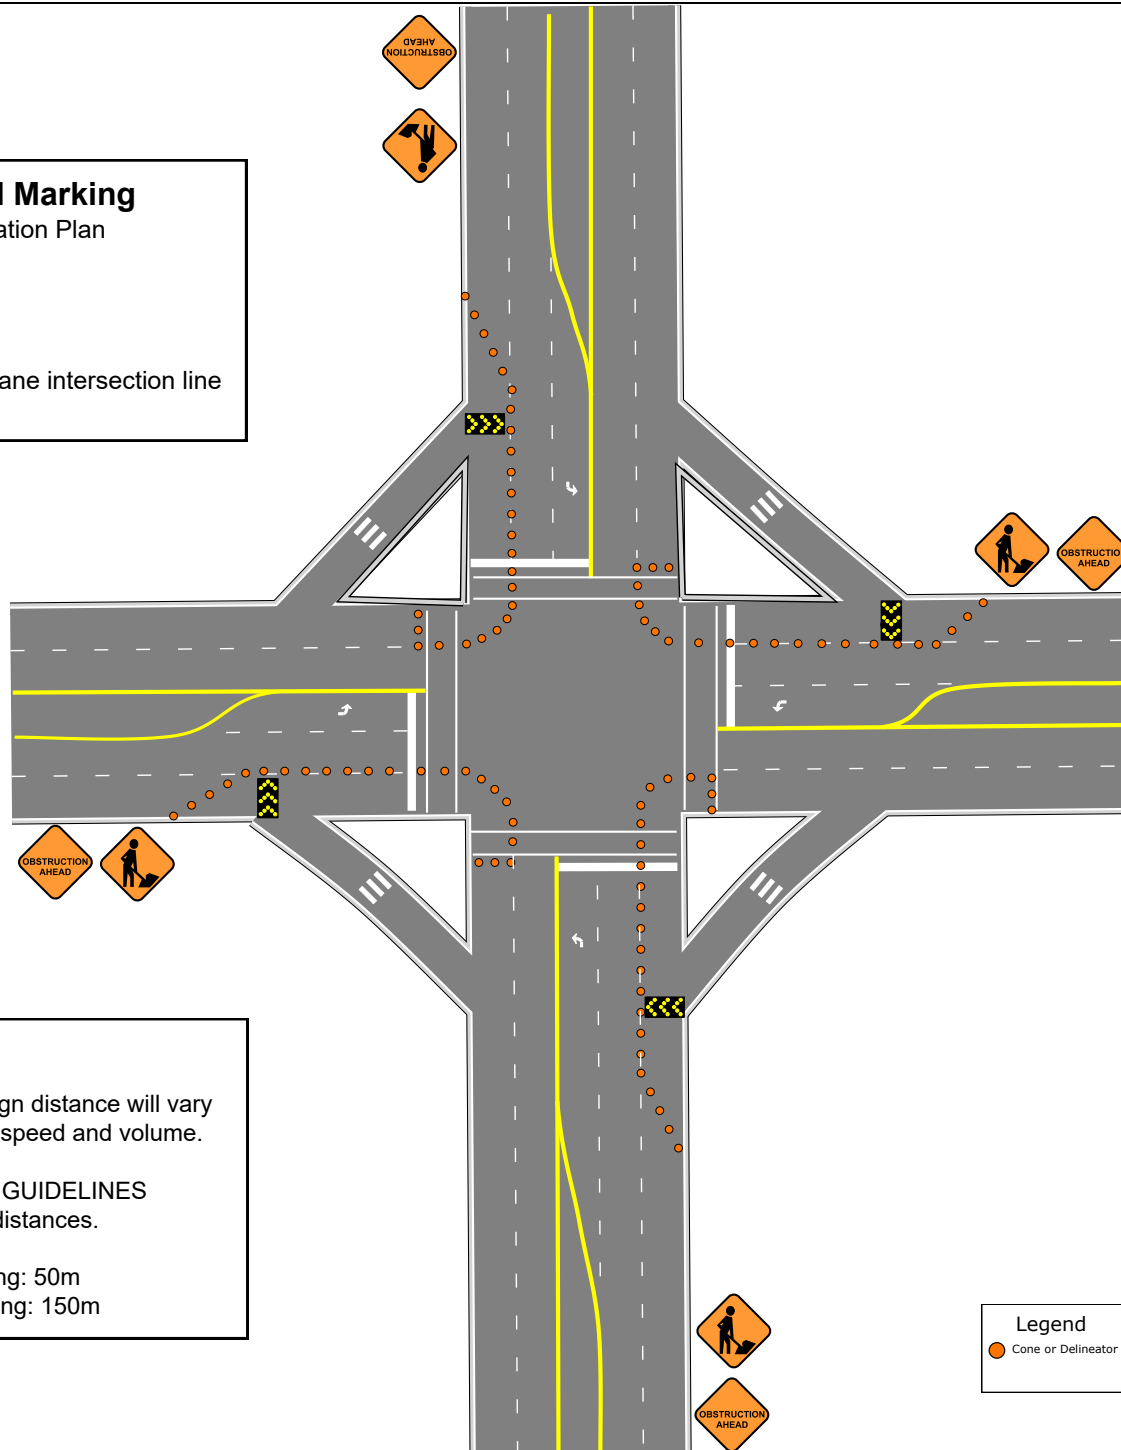 OBSTRUCTION
AHEAD
Marking
ation Plan
ane intersection line
OBSTRUCTIO
AHEAD
OBSTRUCTION
AHEAD
gn distance will vary
speed and volume.
GUIDELINES
distances.
ng: 50m
ng: 150m
Legend
Cone or Delineator
OBSTRUCTION
AHEAD